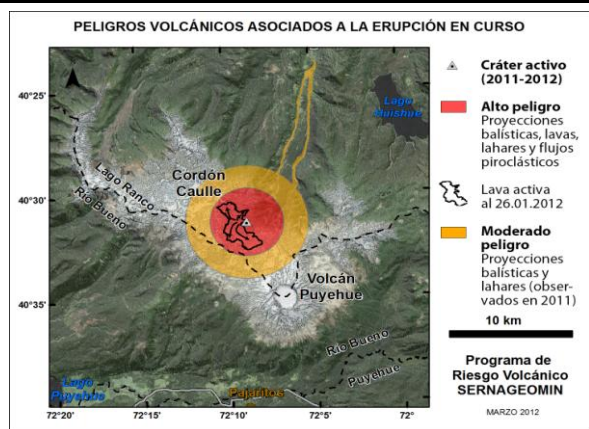 PELIGROS VOLCÁNICOS ASOCIADOS A LA ERUPCIÓN EN CURSO
40°25'
40°30'
40°35'
Lago
Huishue
Cordón
Caulle
Lago Ranco
Río Bueno
Volcán
Puyehue
Río Bueno
Puyehue
Lago
Puyehue
Pajaritos
72°20'
72°15'
72°10'
72°5'
72°
Cráter activo
(2011-2012)
Alto peligro
Proyecciones
balísticas, lavas,
lahares y flujos
piroclásticos
Lava activa
al 26.01.2012
Moderado
peligro
Proyecciones
balísticas y
lahares (obser-
vados en 2011)
10 km
Programa de
Riesgo Volcánico
SERNAGEOMIN
MARZO 2012